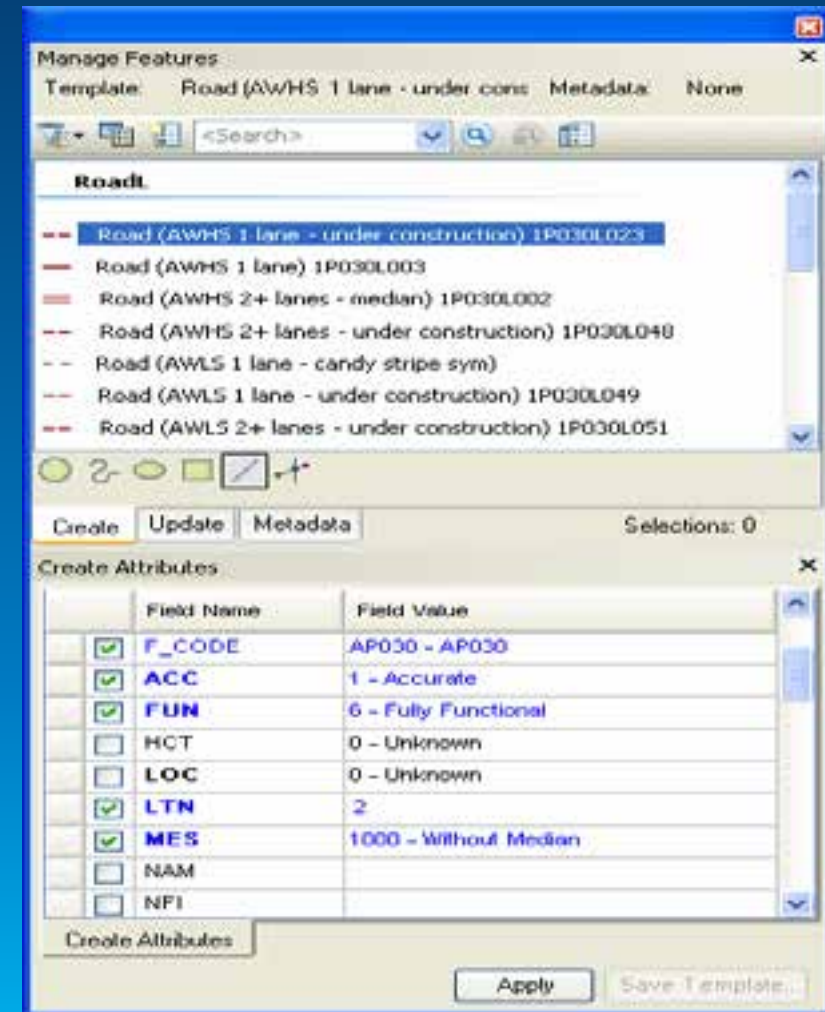 Manage Features
Template: Road (AWHS 1 lane - under cons Metadata: None
<Search>
RoadL
Road (AWHS 1 lane - under construction) 1P030L023
Road (AWHS 1 lane) 1P030L003
Road (AWHS 2+ lanes - median) 1P030L002
Road (AWHS 2+ lanes - under construction) 1P030L048
Road (AWLS 1 lane - candy stripe sym)
Road (AWLS 1 lane - under construction) 1P030L049
Road (AWLS 2+ lanes - under construction) 1P030L051
Create Update Metadata Selections: 0
Create Attributes
Field Name Field Value
F_CODE AP030 - AP030
ACC 1 - Accurate
FUN 6 - Fully Functional
HCT 0 - Unknown
LOC 0 - Unknown
LTN 2
MES 1000 - Without Median
NAM
NFI
Create Attributes
Apply Save Template...